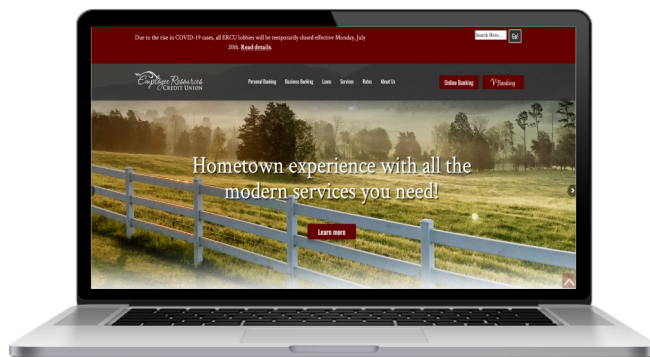 Due to the rise in COVID-19 cases, all ERCU lobbies will be temporarily closed effective Monday, July
20th. Read details.
Search Here...
Go!
Employee Resources
CREDIT UNION
Personal Banking
Business Banking
Loans
Services
Rates
About Us
Online Banking
V-Banking
Hometown experience with all the
modern services you need!
Learn more